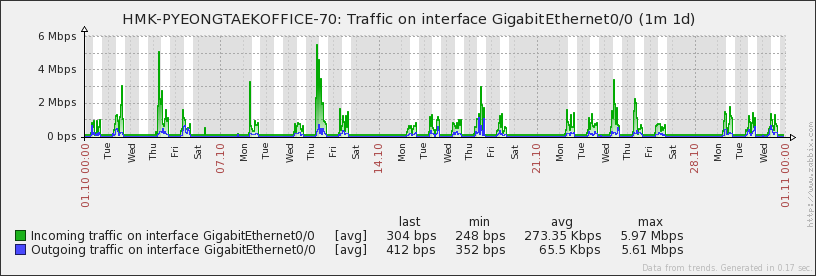 HMK-PYEONGTAEKOFFICE-70: Traffic on interface GigabitEthernet0/0 (1m 1d)
6 Mbps
4 Mbps
2 Mbps
0 bps
01.10 00:00 Tue Wed Thu Fri Sat 07.10 Mon Tue Wed Thu Fri Sat 14.10 Mon Tue Wed Thu Fri Sat 21.10 Mon Tue Wed Thu Fri Sat 28.10 Mon Tue Wed 01.11 00:00
last min avg max
Incoming traffic on interface GigabitEthernet0/0 [avg] 304 bps 248 bps 273.35 Kbps 5.97 Mbps
Outgoing traffic on interface GigabitEthernet0/0 [avg] 412 bps 352 bps 65.5 Kbps 5.61 Mbps
http://www.zabbix.com
Data from trends. Generated in 0.17 sec.